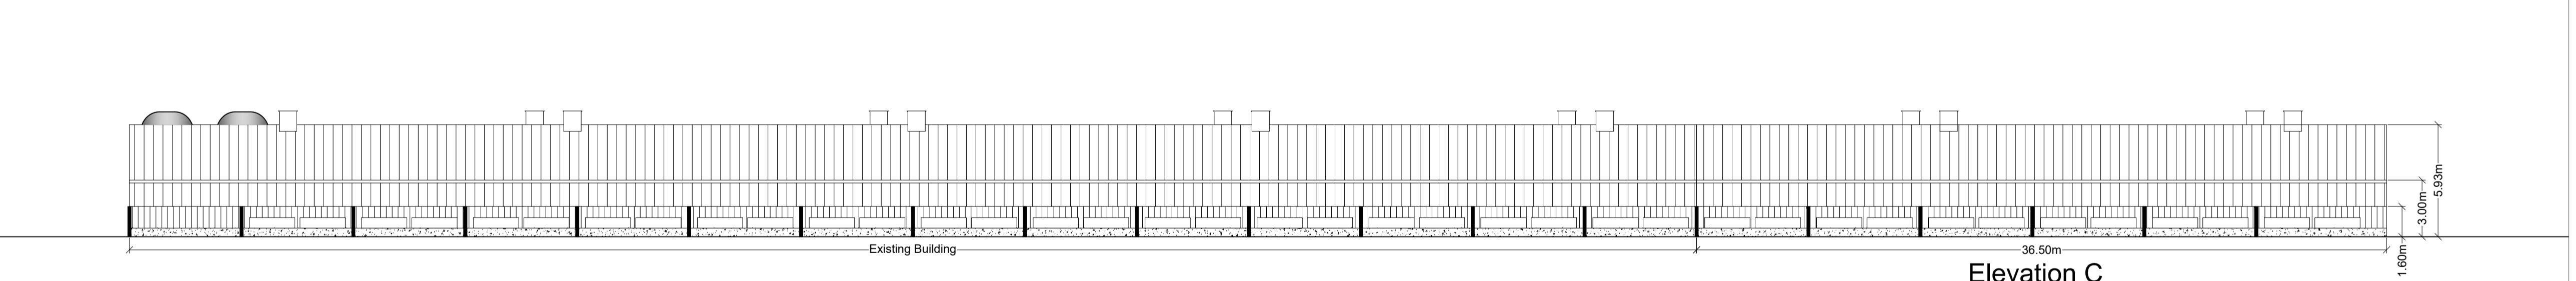 5.93m
3.00m
Existing Building
36.50m
1.60m
Elevation C